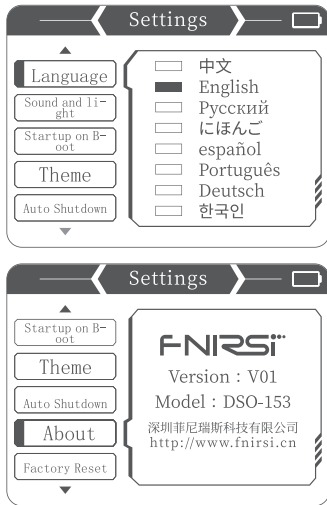 Settings
Language
Sound and li-
ght
Startup on B-
oot
Theme
Auto Shutdown
中文
English
Русский
にほんご
español
Português
Deutsch
한국인
Settings
Startup on B-
oot
Theme
Auto Shutdown
About
Factory Reset
FNIRSI
Version：V01
Model：DSO-153
深圳菲尼瑞斯科技有限公司
http://www.fnirsi.cn